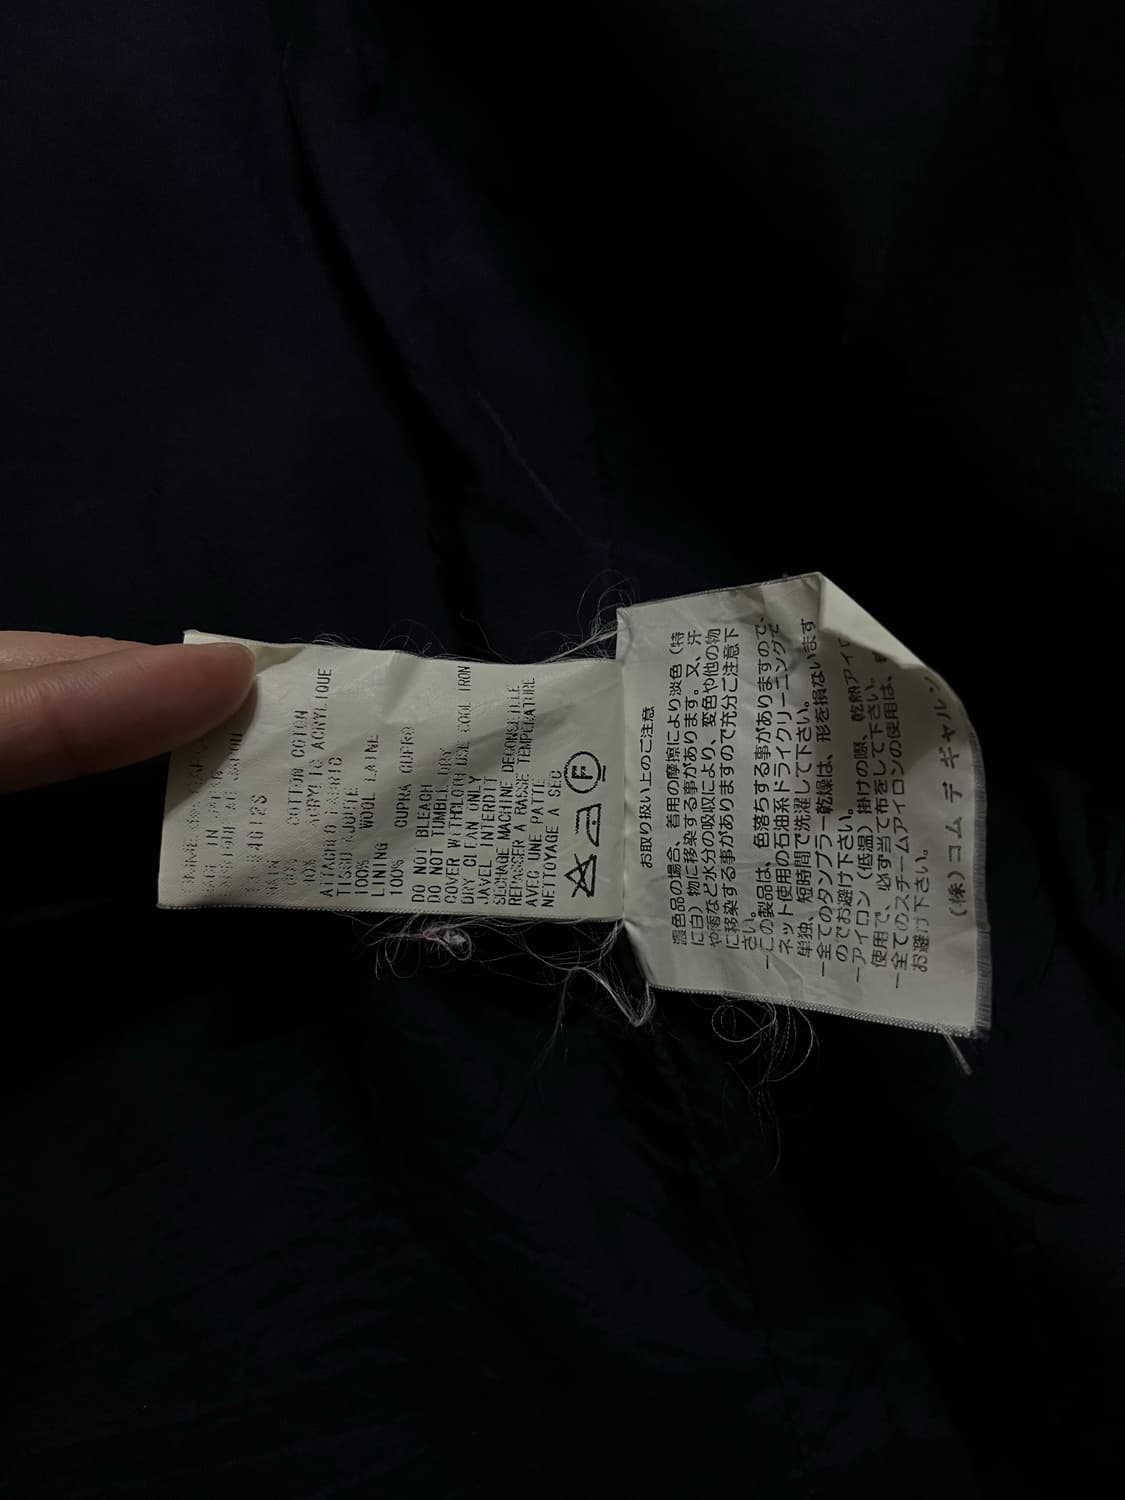 MADE IN JAPAN
COTTON COTON
ACRYLIC ACRYLIQUE
ATTACHED FABRIC
TISSU AJOUTE
100% WOOL LAINE
LINING
100% CUPRA CUPRO
DO NOT BLEACH
DO NOT TUMBLE DRY
COVER WITHCLOTH USE COOL IRON
DRY CLEAN ONLY
JAVEL INTERDIT
SECHAGE MACHINE DECONSEILLE
REPASSER A BASSE TEMPERATURE
AVEC UNE PATTE
NETTOYAGE A SEC
F
お取り扱い上のご注意
濃色品の場合、着用の摩擦により淡色(特
に白)物に移染する事があります。又、汗
や雨など水分の吸収により、変色や他の物
に移染する事がありますので充分ご注意下
さい。
ーこの製品は、色落ちする事がありますので、
ネット使用の石油系ドライクリーニングで
単独、短時間で洗濯して下さい。
ー全てのタンブラー乾燥は、形を損ないます
のでお避け下さい。
ーアイロン(低温)掛けの際、乾熱アイロ
使用で、必ず当て布をして下さい。
ー全てのスチームアイロンの使用は、
お避け下さい。
(株)コムデギャルソン